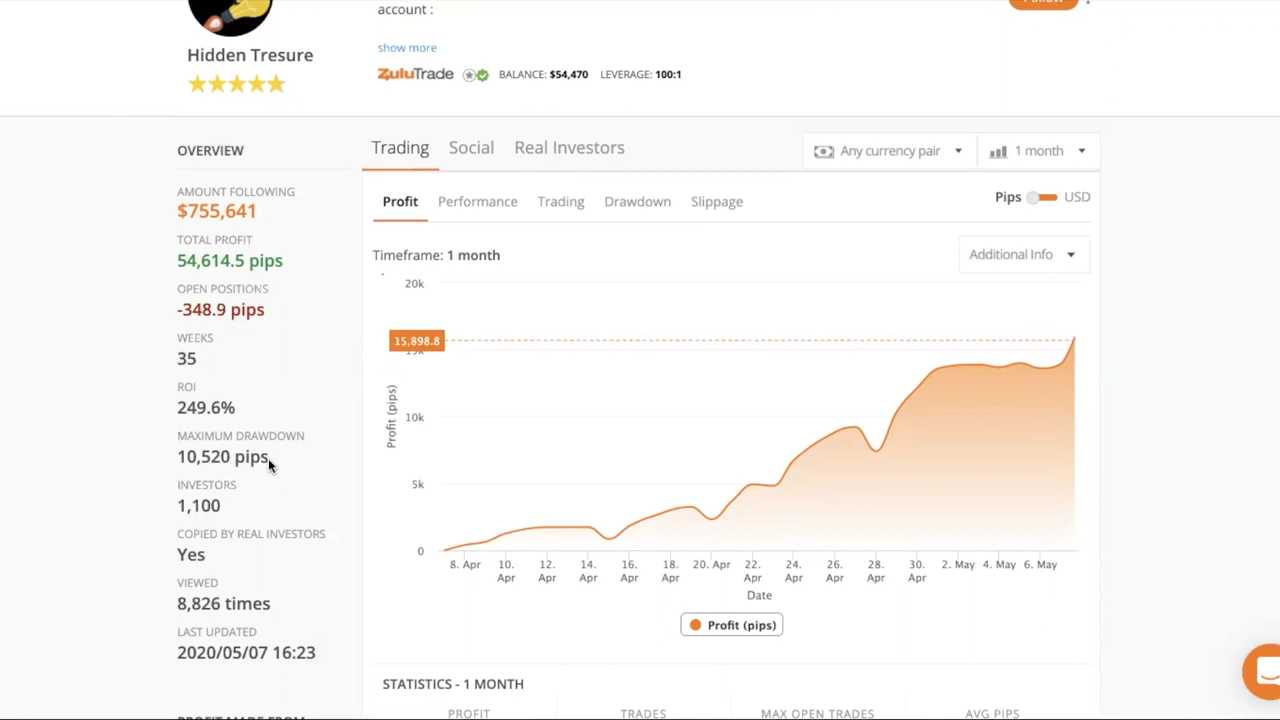 account :
Hidden Tresure
show more
ZuluTrade BALANCE: $54,470 LEVERAGE: 100:1
OVERVIEW
AMOUNT FOLLOWING
$755,641
TOTAL PROFIT
54,614.5 pips
OPEN POSITIONS
-348.9 pips
WEEKS
35
ROI
249.6%
MAXIMUM DRAWDOWN
10,520 pips
INVESTORS
1,100
COPIED BY REAL INVESTORS
Yes
VIEWED
8,826 times
LAST UPDATED
2020/05/07 16:23
Trading Social Real Investors
Any currency pair 1 month
Profit Performance Trading Drawdown Slippage
Pips USD
Timeframe: 1 month
Additional Info
20k
15,898.8
15k
10k
5k
0
Profit (pips)
8. Apr 10. Apr 12. Apr 14. Apr 16. Apr 18. Apr 20. Apr 22. Apr 24. Apr 26. Apr 28. Apr 30. Apr 2. May 4. May 6. May
Date
Profit (pips)
STATISTICS - 1 MONTH
PROFIT TRADES MAX OPEN TRADES AVG PIPS
PROFIT MADE FROM